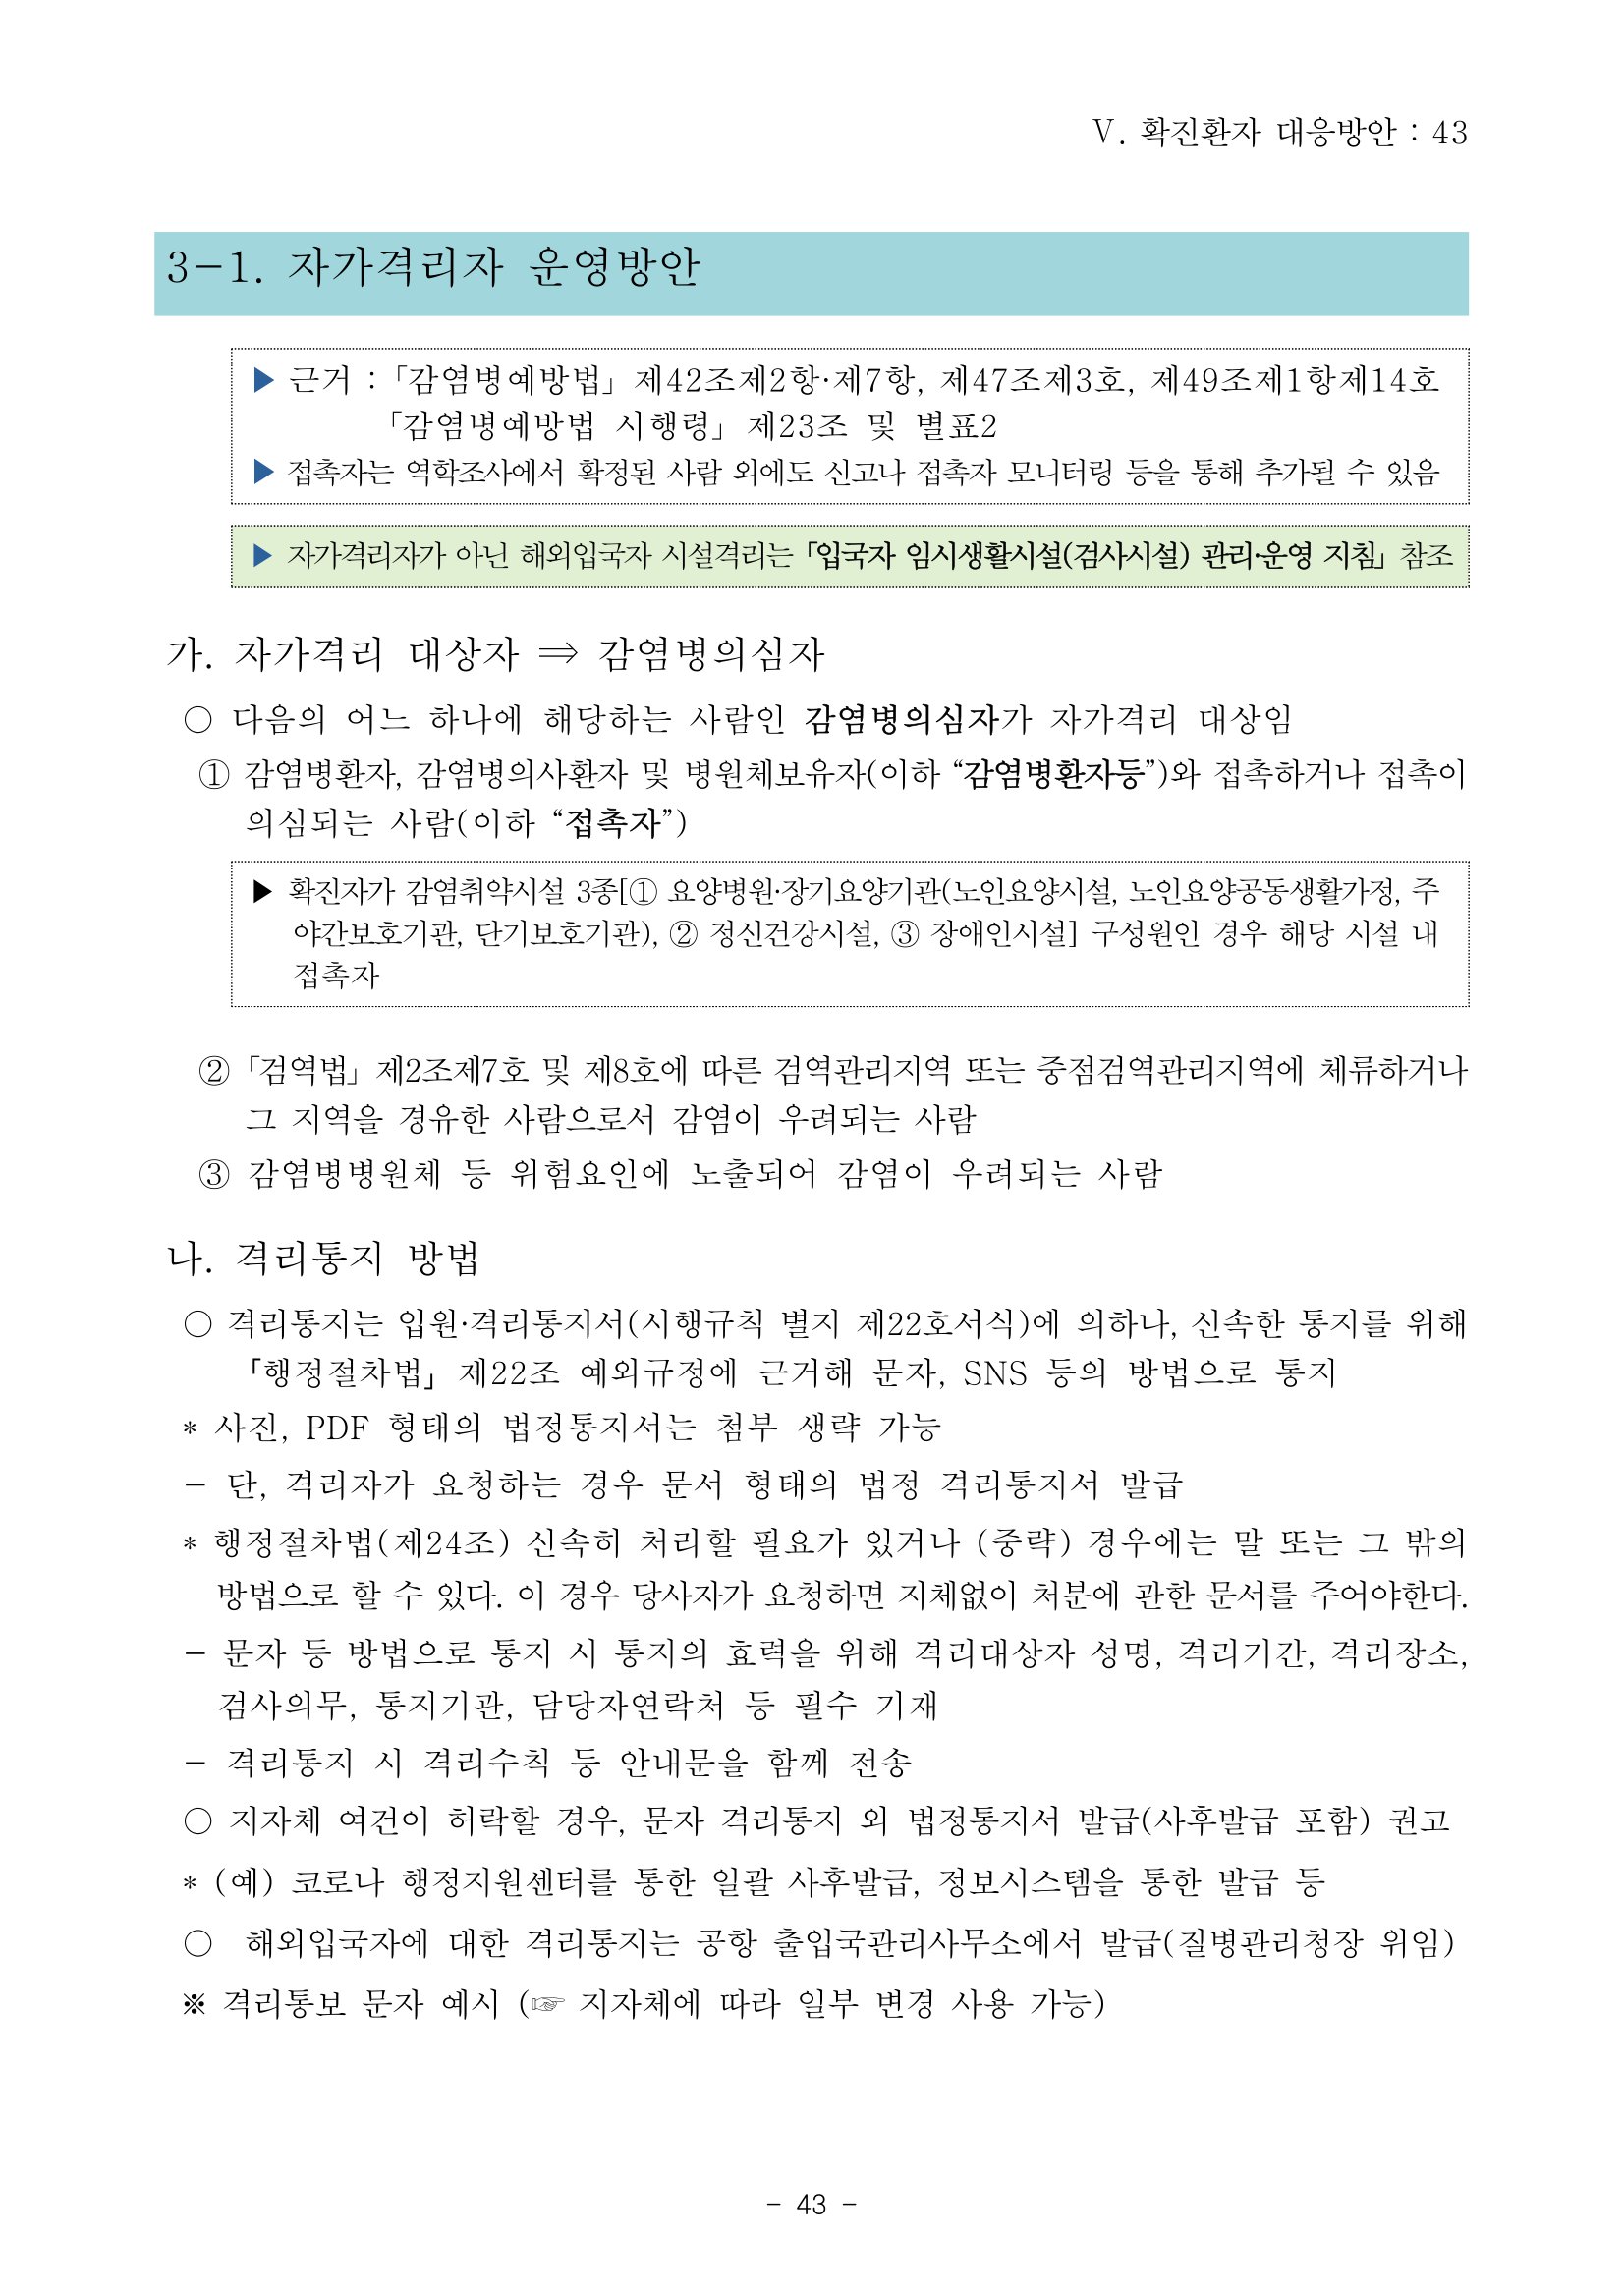 Ⅴ. 확진환자 대응방안 : 43
3-1. 자가격리자 운영방안
▶ 근거 :「감염병예방법」제42조제2항·제7항, 제47조제3호, 제49조제1항제14호
「감염병예방법 시행령」제23조 및 별표2
▶ 접촉자는 역학조사에서 확정된 사람 외에도 신고나 접촉자 모니터링 등을 통해 추가될 수 있음
▶ 자가격리자가 아닌 해외입국자 시설격리는「입국자 임시생활시설(검사시설) 관리·운영 지침」참조
가. 자가격리 대상자 ⇒ 감염병의심자
○ 다음의 어느 하나에 해당하는 사람인 감염병의심자가 자가격리 대상임
① 감염병환자, 감염병의사환자 및 병원체보유자(이하 “감염병환자등”)와 접촉하거나 접촉이
의심되는 사람(이하 “접촉자”)
▶ 확진자가 감염취약시설 3종[① 요양병원·장기요양기관(노인요양시설, 노인요양공동생활가정, 주
야간보호기관, 단기보호기관), ② 정신건강시설, ③ 장애인시설] 구성원인 경우 해당 시설 내
접촉자
②「검역법」제2조제7호 및 제8호에 따른 검역관리지역 또는 중점검역관리지역에 체류하거나
그 지역을 경유한 사람으로서 감염이 우려되는 사람
③ 감염병병원체 등 위험요인에 노출되어 감염이 우려되는 사람
나. 격리통지 방법
○ 격리통지는 입원·격리통지서(시행규칙 별지 제22호서식)에 의하나, 신속한 통지를 위해
「행정절차법」제22조 예외규정에 근거해 문자, SNS 등의 방법으로 통지
* 사진, PDF 형태의 법정통지서는 첨부 생략 가능
- 단, 격리자가 요청하는 경우 문서 형태의 법정 격리통지서 발급
* 행정절차법(제24조) 신속히 처리할 필요가 있거나 (중략) 경우에는 말 또는 그 밖의
방법으로 할 수 있다. 이 경우 당사자가 요청하면 지체없이 처분에 관한 문서를 주어야한다.
- 문자 등 방법으로 통지 시 통지의 효력을 위해 격리대상자 성명, 격리기간, 격리장소,
검사의무, 통지기관, 담당자연락처 등 필수 기재
- 격리통지 시 격리수칙 등 안내문을 함께 전송
○ 지자체 여건이 허락할 경우, 문자 격리통지 외 법정통지서 발급(사후발급 포함) 권고
* (예) 코로나 행정지원센터를 통한 일괄 사후발급, 정보시스템을 통한 발급 등
○ 해외입국자에 대한 격리통지는 공항 출입국관리사무소에서 발급(질병관리청장 위임)
※ 격리통보 문자 예시 (☞ 지자체에 따라 일부 변경 사용 가능)
- 43 -